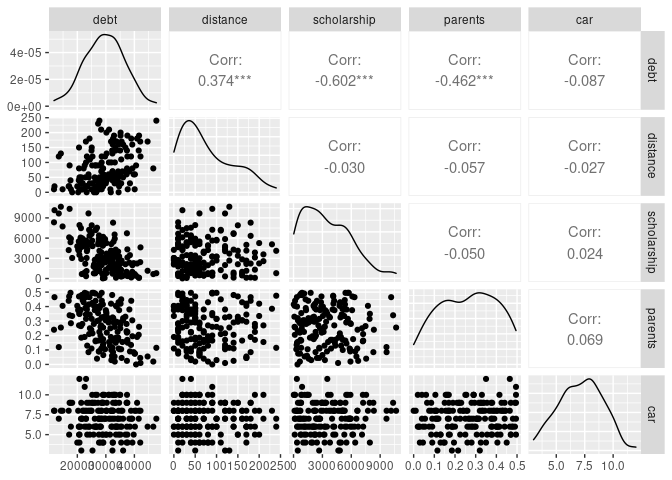 debt distance scholarship parents car
4e-05
2e-05
0e+00
Corr:
0.374***
Corr:
-0.602***
Corr:
-0.462***
Corr:
-0.087
debt
250
200
150
100
50
0
Corr:
-0.030
Corr:
-0.057
Corr:
-0.027
distance
9000
6000
3000
0
Corr:
-0.050
Corr:
0.024
scholarship
0.5
0.4
0.3
0.2
0.1
0.0
Corr:
0.069
parents
10.0
7.5
5.0
car
20000 30000 40000 0 50 100 150 200 250 0 3000 6000 9000 0.0 0.1 0.2 0.3 0.4 0.5 5.0 7.5 10.0